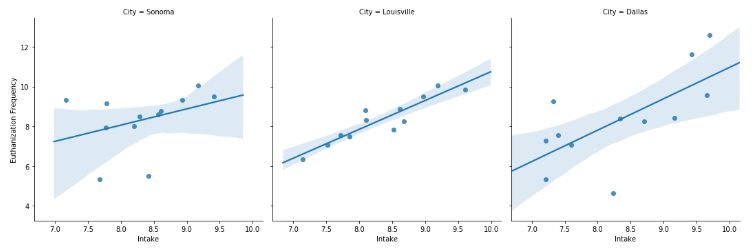 City = Sonoma
City = Louisville
City = Dallas
Euthanization Frequency
12
10
8
6
4
7.0 7.5 8.0 8.5 9.0 9.5 10.0
7.0 7.5 8.0 8.5 9.0 9.5 10.0
7.0 7.5 8.0 8.5 9.0 9.5 10.0
Intake
Intake
Intake